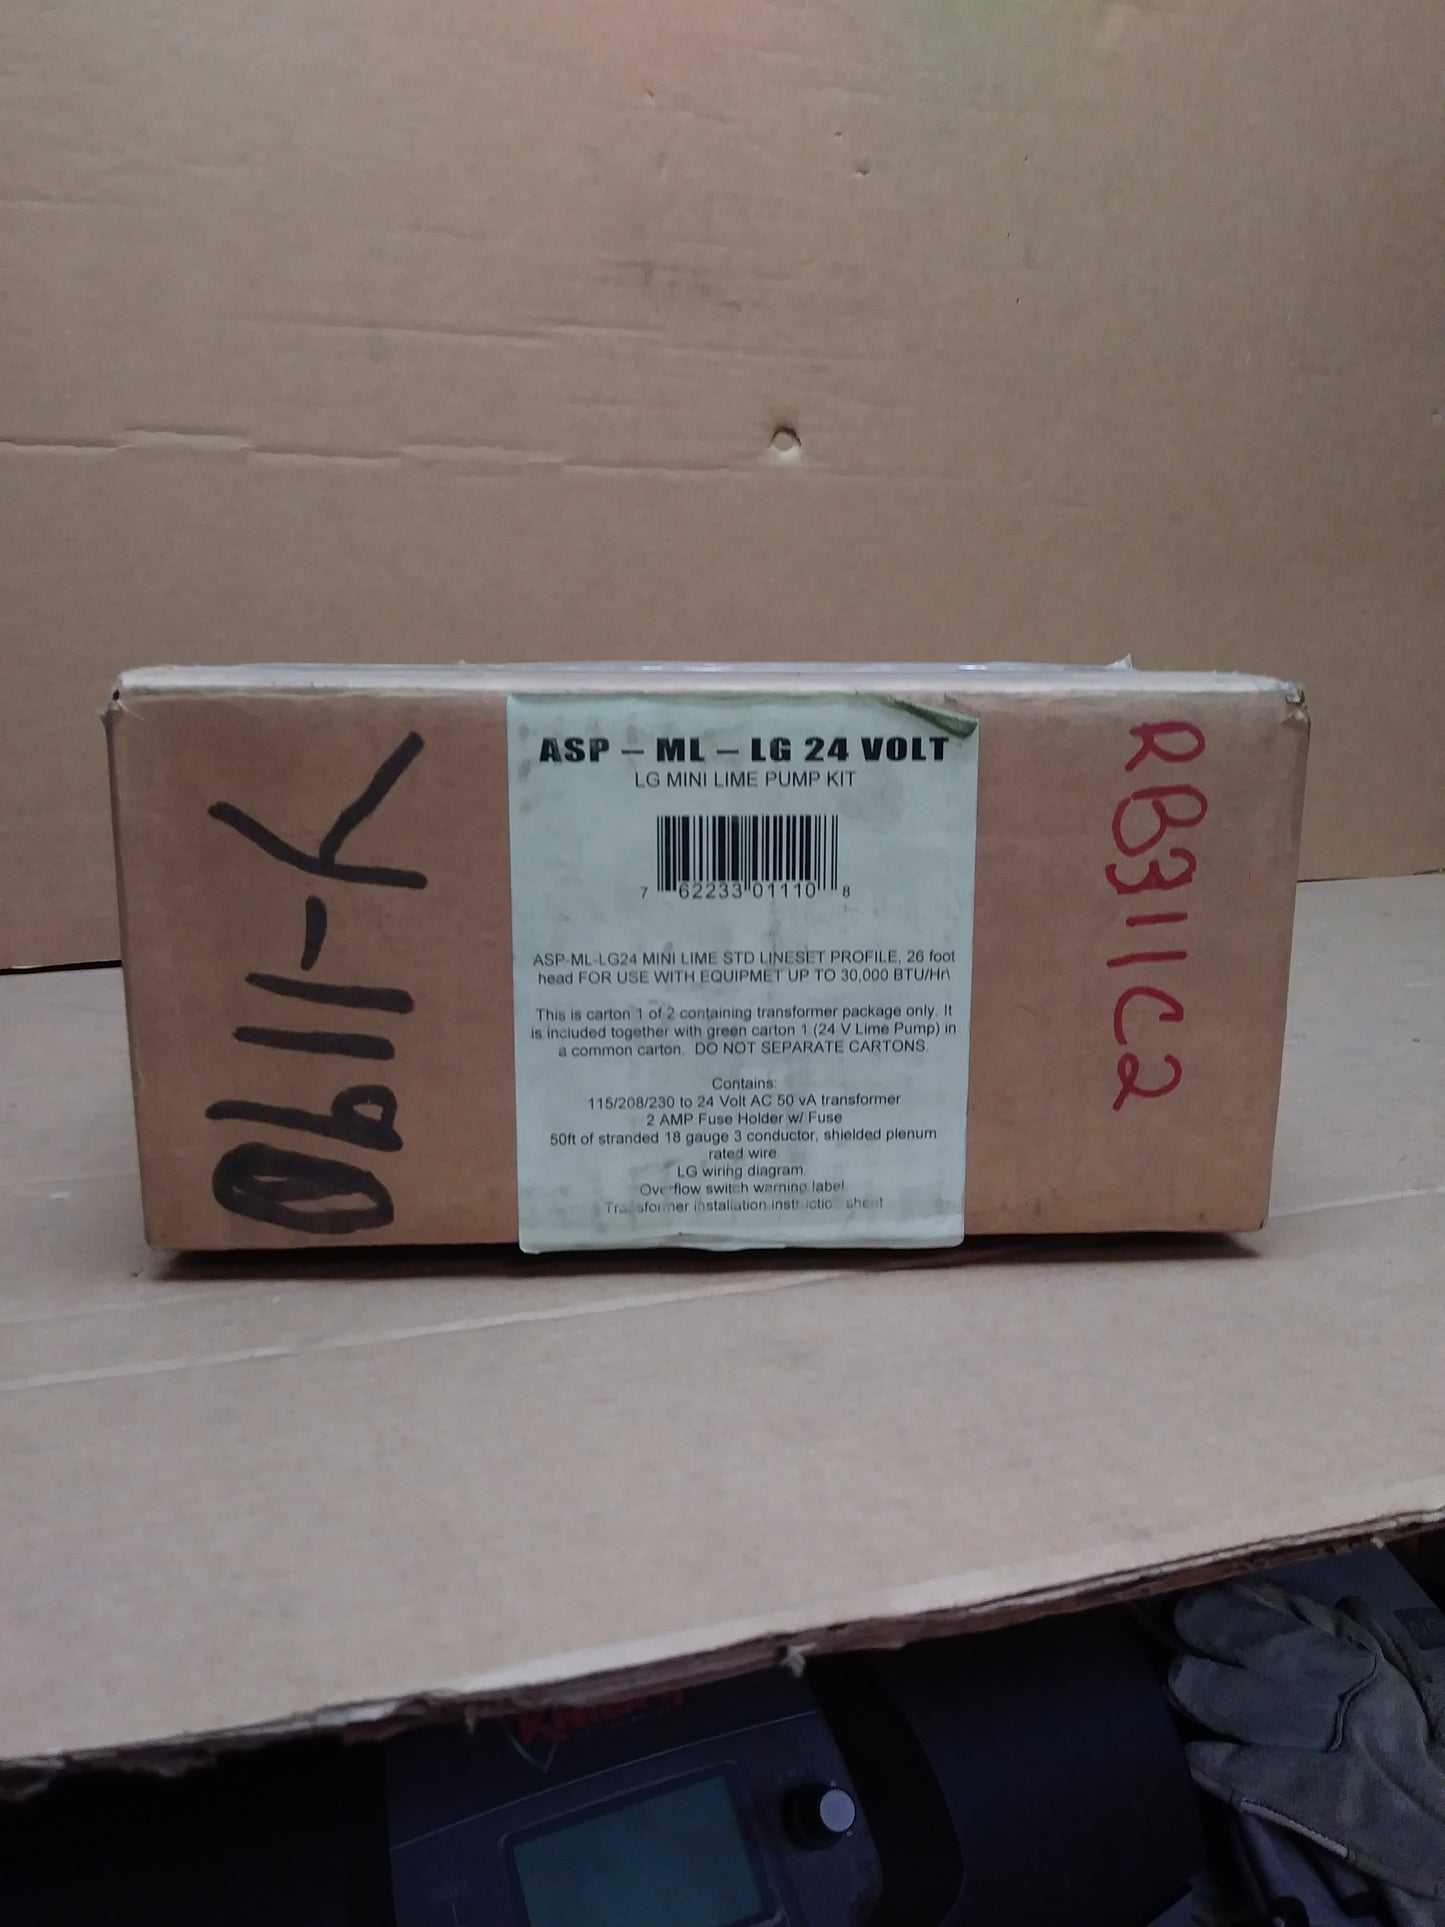 ASP – ML – LG 24 VOLT
LG MINI LIME PUMP KIT
7 62233 01110 8
ASP-ML-LG24 MINI LIME STD LINESET PROFILE, 26 foot
head FOR USE WITH EQUIPMET UP TO 30,000 BTU/Hr\
This is carton 1 of 2 containing transformer package only. It
is included together with green carton 1 (24 V Lime Pump) in
a common carton. DO NOT SEPARATE CARTONS.
Contains:
115/208/230 to 24 Volt AC 50 vA transformer
2 AMP Fuse Holder w/ Fuse
50ft of stranded 18 gauge 3 conductor, shielded plenum
rated wire.
LG wiring diagram
Overflow switch warning label
Transformer installation instruction sheet
RB311C2
KNIGHT